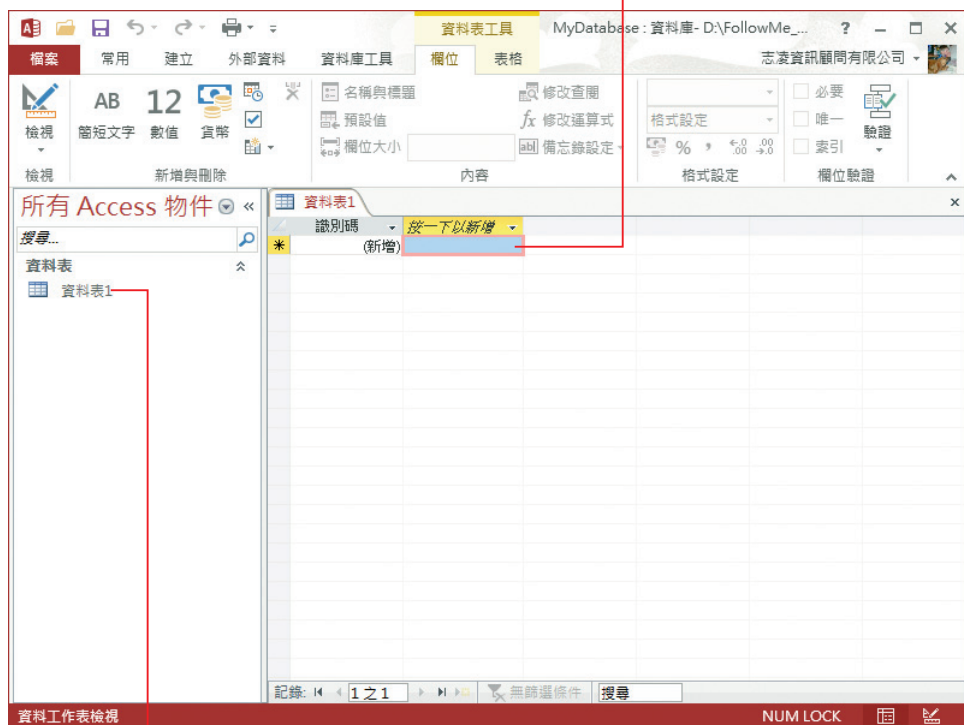 資料表工具 MyDatabase : 資料庫- D:\FollowMe_... ?
檔案 常用 建立 外部資料 資料庫工具 欄位 表格 志凌資訊顧問有限公司
檢視 AB 簡短文字 12 數值 貨幣
名稱與標題 修改查閱 必要
預設值 fx 修改運算式 格式設定 唯一 驗證
欄位大小 ab 備忘錄設定 % , .00 .00 索引
檢視 新增與刪除 內容 格式設定 欄位驗證
所有 Access 物件
搜尋...
資料表
資料表1
資料表1
識別碼 按一下以新增
(新增)
記錄: 1 之 1 無篩選條件 搜尋
資料工作表檢視 NUM LOCK